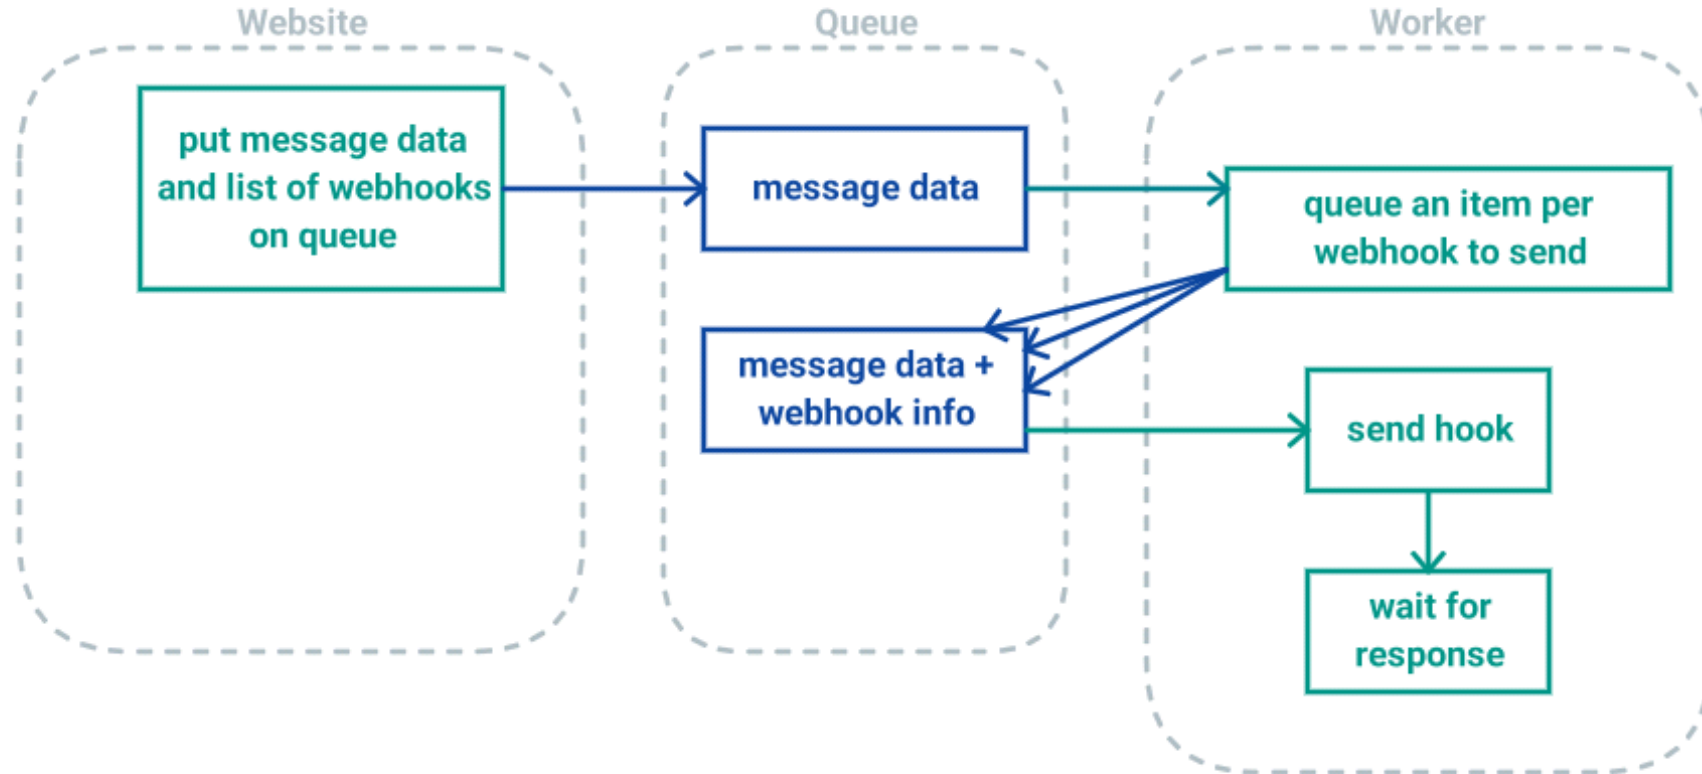 Website
Queue
Worker
put message data
and list of webhooks
on queue
message data
queue an item per
webhook to send
message data +
webhook info
send hook
wait for
response